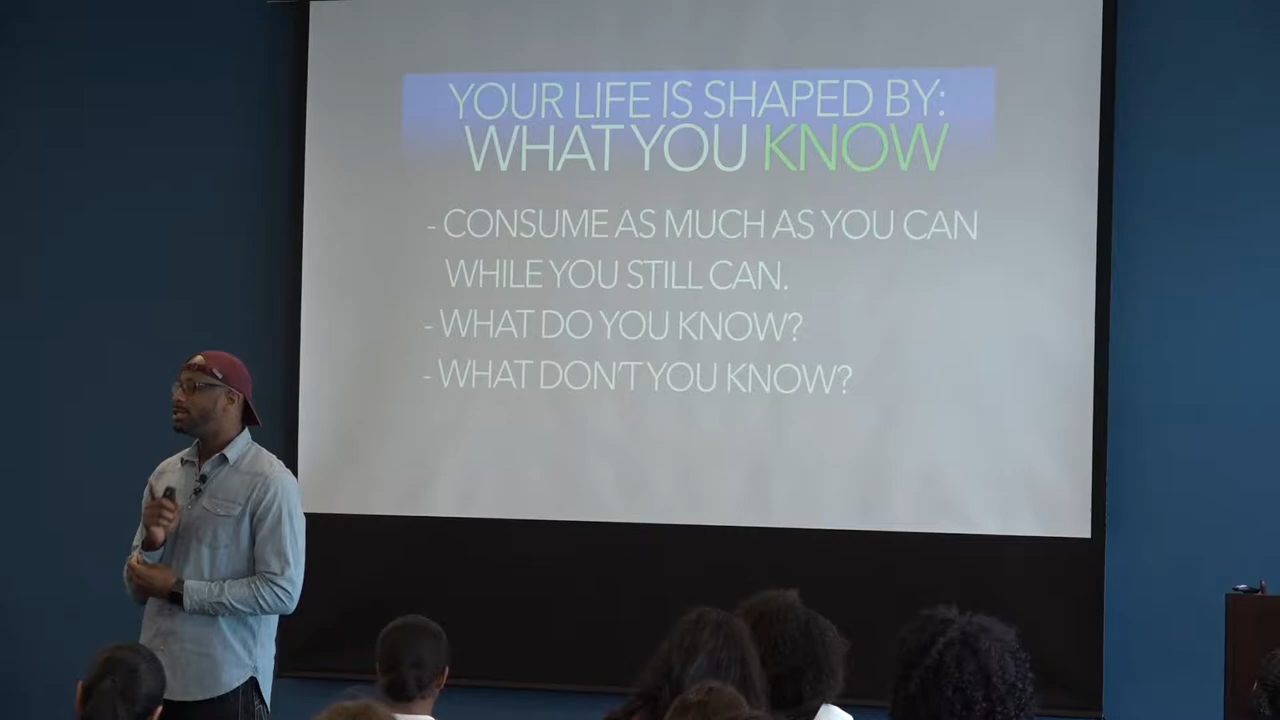 YOUR LIFE IS SHAPED BY:
WHAT YOU KNOW
- CONSUME AS MUCH AS YOU CAN
WHILE YOU STILL CAN.
- WHAT DO YOU KNOW?
- WHAT DON'T YOU KNOW?